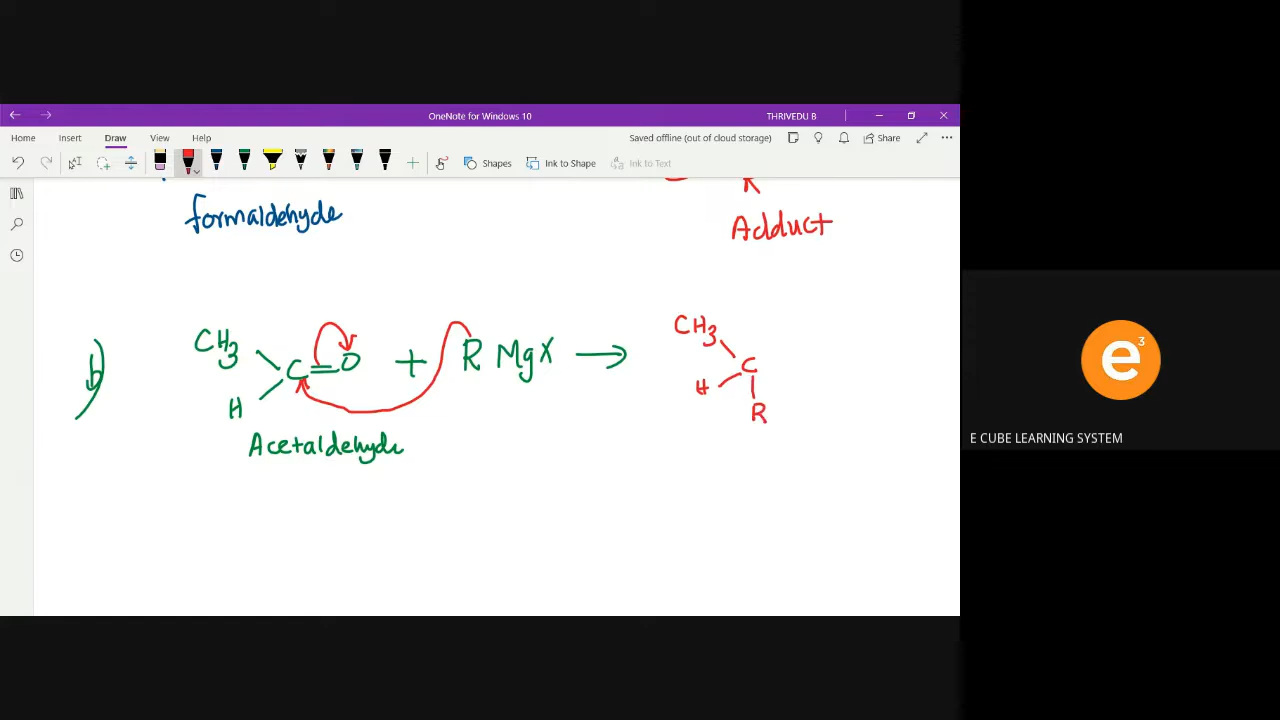 OneNote for Windows 10
THRIVEDU B
Home Insert Draw View Help
Saved offline (out of cloud storage)
Share
Shapes
Ink to Shape
Ink to Text
formaldehyde
R
Adduct
b)
CH3
H
C=O + R MgX →
Acetaldehyde
CH3
H
C
R
e3
E CUBE LEARNING SYSTEM